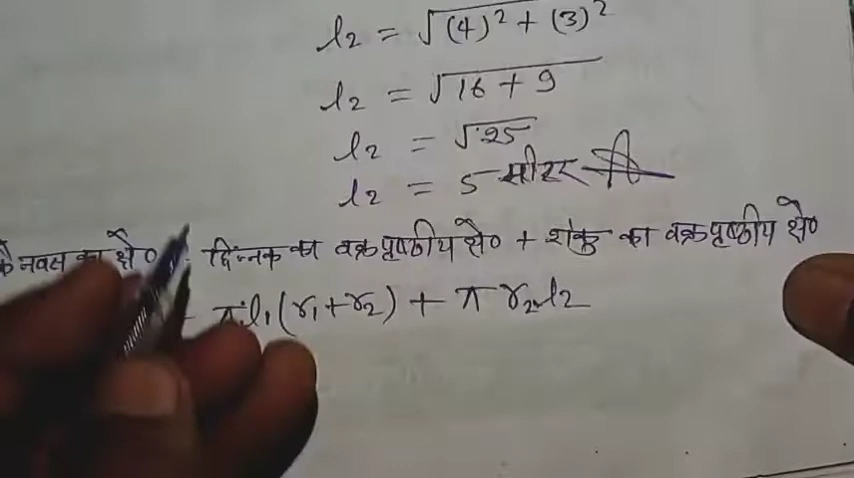 l₂ = √(4)² + (3)²
l₂ = √16 + 9
l₂ = √25
l₂ = 5 मीटर
कैनवस का क्षे० = छिन्नक का वक्रपृष्ठीय क्षे० + शंकु का वक्रपृष्ठीय क्षे०
= πl₁(r₁+r₂) + πr₂l₂